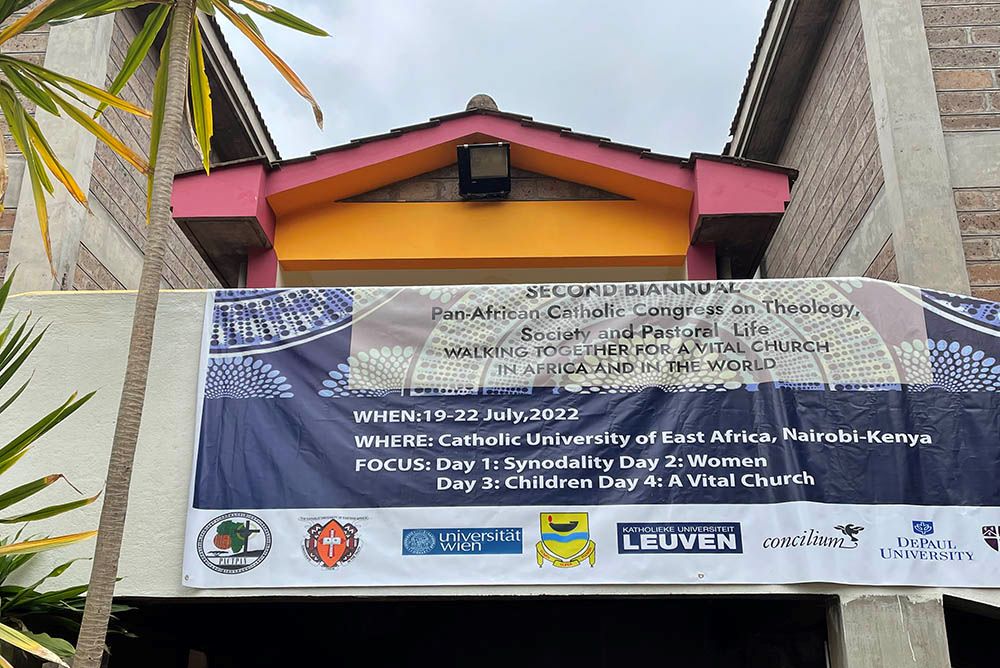 SECOND BIANNUAL
Pan-African Catholic Congress on Theology,
Society and Pastoral Life
WALKING TOGETHER FOR A VITAL CHURCH
IN AFRICA AND IN THE WORLD
WHEN:19-22 July,2022
WHERE: Catholic University of East Africa, Nairobi-Kenya
FOCUS: Day 1: Synodality Day 2: Women
Day 3: Children Day 4: A Vital Church
universität
wien
KATHOLIEKE UNIVERSITEIT
LEUVEN
concilium
DEPAUL
UNIVERSITY